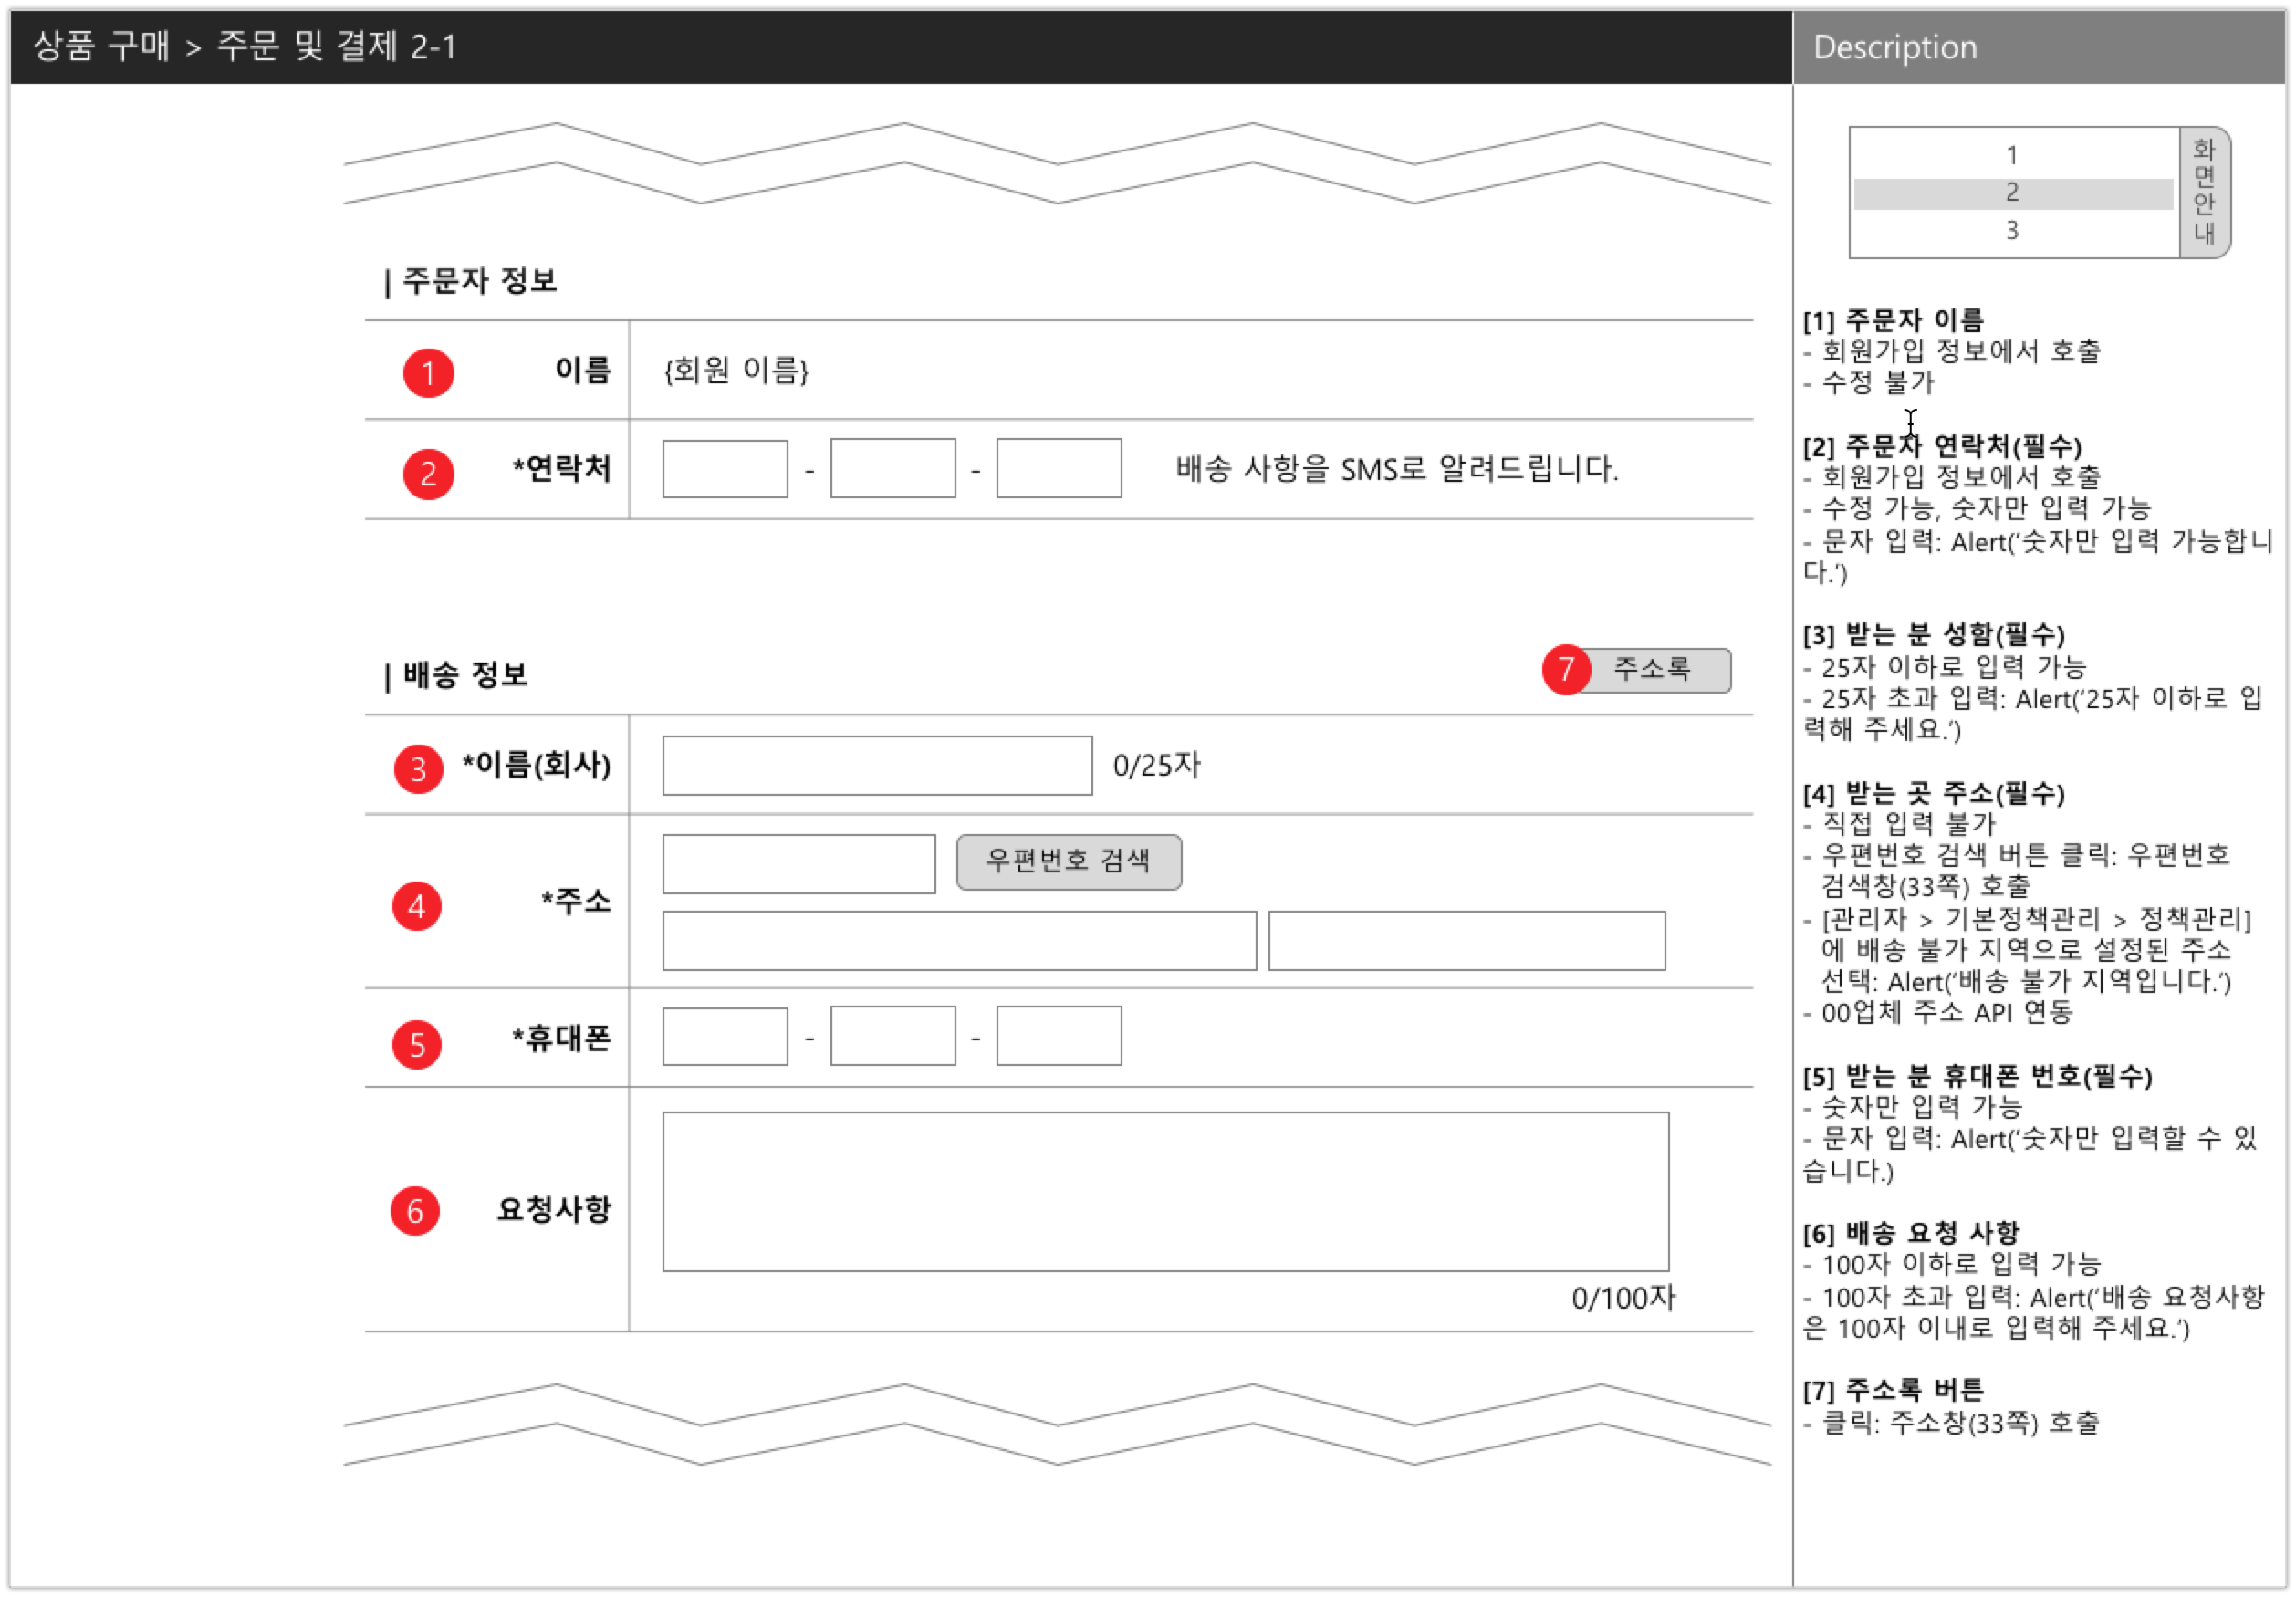 상품 구매 > 주문 및 결제 2-1
| 주문자 정보
1 이름 {회원 이름}
2 *연락처 - - 배송 사항을 SMS로 알려드립니다.
| 배송 정보
7 주소록
3 *이름(회사) 0/25자
4 *주소 우편번호 검색
5 *휴대폰 - -
6 요청사항
0/100자
Description
1
2
3
화면안내
[1] 주문자 이름
- 회원가입 정보에서 호출
- 수정 불가
[2] 주문자 연락처(필수)
- 회원가입 정보에서 호출
- 수정 가능, 숫자만 입력 가능
- 문자 입력: Alert(‘숫자만 입력 가능합니
다.’)
[3] 받는 분 성함(필수)
- 25자 이하로 입력 가능
- 25자 초과 입력: Alert(‘25자 이하로 입
력해 주세요.’)
[4] 받는 곳 주소(필수)
- 직접 입력 불가
- 우편번호 검색 버튼 클릭: 우편번호
검색창(33쪽) 호출
- [관리자 > 기본정책관리 > 정책관리]
에 배송 불가 지역으로 설정된 주소
선택: Alert(‘배송 불가 지역입니다.’)
- 00업체 주소 API 연동
[5] 받는 분 휴대폰 번호(필수)
- 숫자만 입력 가능
- 문자 입력: Alert(‘숫자만 입력할 수 있
습니다.)
[6] 배송 요청 사항
- 100자 이하로 입력 가능
- 100자 초과 입력: Alert(‘배송 요청사항
은 100자 이내로 입력해 주세요.’)
[7] 주소록 버튼
- 클릭: 주소창(33쪽) 호출